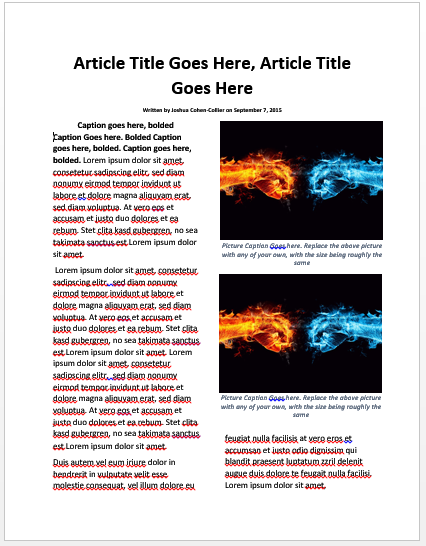 Article Title Goes Here, Article Title
Goes Here
Written by Joshua Cohen-Collier on September 7, 2015
Caption goes here, bolded
Caption Goes here. Bolded Caption
goes here, bolded. Caption goes here,
bolded. Lorem ipsum dolor sit amet,
consetetur sadipscing elitr, sed diam
nonumy eirmod tempor invidunt ut
labore et dolore magna aliquyam erat,
sed diam voluptua. At vero eos et
accusam et justo duo dolores et ea
rebum. Stet clita kasd gubergren, no sea
takimata sanctus est Lorem ipsum dolor
sit amet.
Lorem ipsum dolor sit amet, consetetur
sadipscing elitr, sed diam nonumy
eirmod tempor invidunt ut labore et
dolore magna aliquyam erat, sed diam
voluptua. At vero eos et accusam et
justo duo dolores et ea rebum. Stet clita
kasd gubergren, no sea takimata sanctus
est Lorem ipsum dolor sit amet. Lorem
ipsum dolor sit amet, consetetur
sadipscing elitr, sed diam nonumy
eirmod tempor invidunt ut labore et
dolore magna aliquyam erat, sed diam
voluptua. At vero eos et accusam et
justo duo dolores et ea rebum. Stet clita
kasd gubergren, no sea takimata sanctus
est Lorem ipsum dolor sit amet.
Duis autem vel eum iriure dolor in
hendrerit in vulputate velit esse
molestie consequat, vel illum dolore eu
Picture Caption Goes here. Replace the above picture
with any of your own, with the size being roughly the
same
Picture Caption Goes here. Replace the above picture
with any of your own, with the size being roughly the
same
feugiat nulla facilisis at vero eros et
accumsan et iusto odio dignissim qui
blandit praesent luptatum zzril delenit
augue duis dolore te feugait nulla facilisi.
Lorem ipsum dolor sit amet,